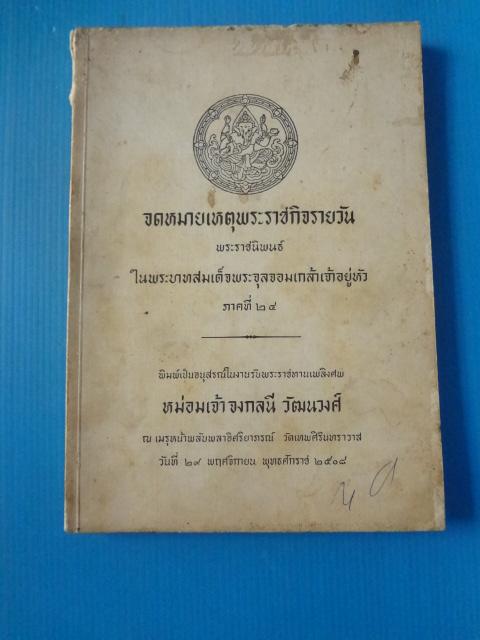 จดหมายเหตุพระราชกิจรายวัน
พระราชนิพนธ์
ในพระบาทสมเด็จพระจุลจอมเกล้าเจ้าอยู่หัว
ภาคที่ ๒๔
พิมพ์เป็นอนุสรณ์ในงานรับพระราชทานเพลิงศพ
หม่อมเจ้าจงกลนี วัฒนวงศ์
ณ เมรุหน้าพลับพลาอิศริยาภรณ์ วัดเทพศิรินทราวาส
วันที่ ๒๙ พฤศจิกายน พุทธศักราช ๒๕๐๘